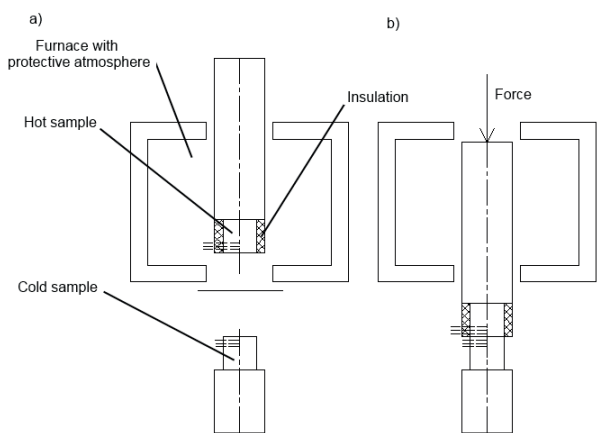 a)
Furnace with
protective atmosphere
Hot sample
Insulation
Cold sample
b)
Force